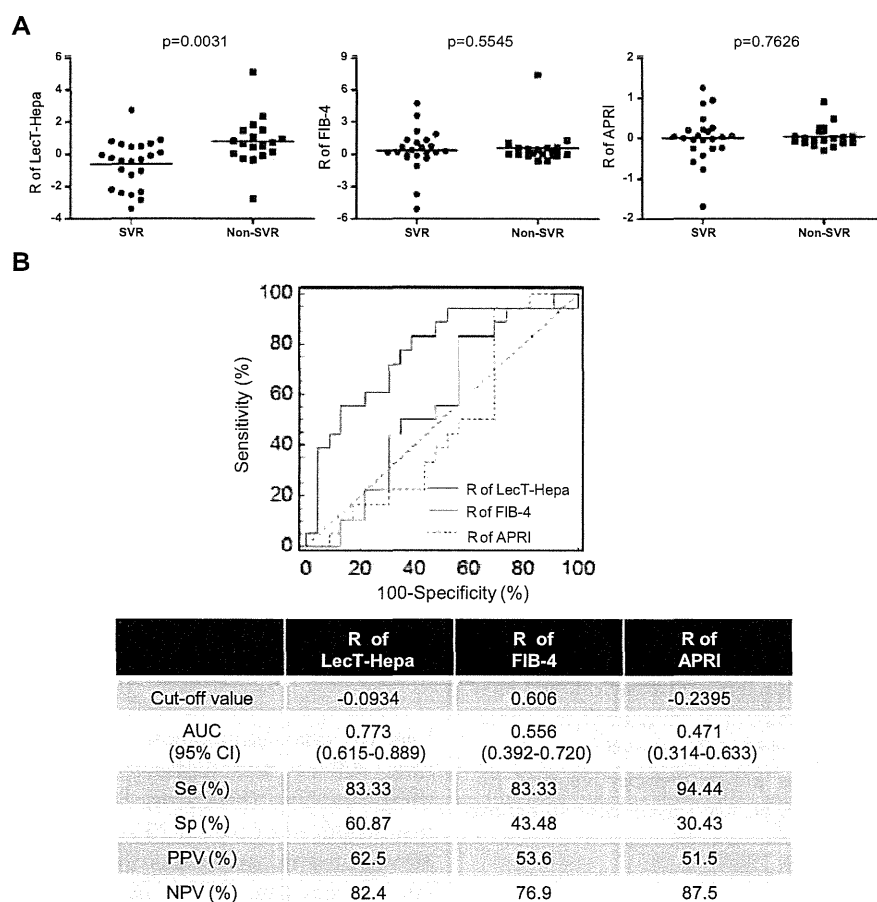 A
p=0.0031
p=0.5545
p=0.7626
R of LecT-Hepa
6
4
2
0
-2
-4
SVR
Non-SVR
R of FIB-4
9
6
3
0
-3
-6
SVR
Non-SVR
R of APRI
2
1
0
-1
-2
SVR
Non-SVR
B
Sensitivity (%)
100
80
60
40
20
0
R of LecT-Hepa
R of FIB-4
R of APRI
0 20 40 60 80 100
100-Specificity (%)
R of LecT-Hepa R of FIB-4 R of APRI
Cut-off value -0.0934 0.606 -0.2395
AUC (95% CI) 0.773 (0.615-0.889) 0.556 (0.392-0.720) 0.471 (0.314-0.633)
Se (%) 83.33 83.33 94.44
Sp (%) 60.87 43.48 30.43
PPV (%) 62.5 53.6 51.5
NPV (%) 82.4 76.9 87.5